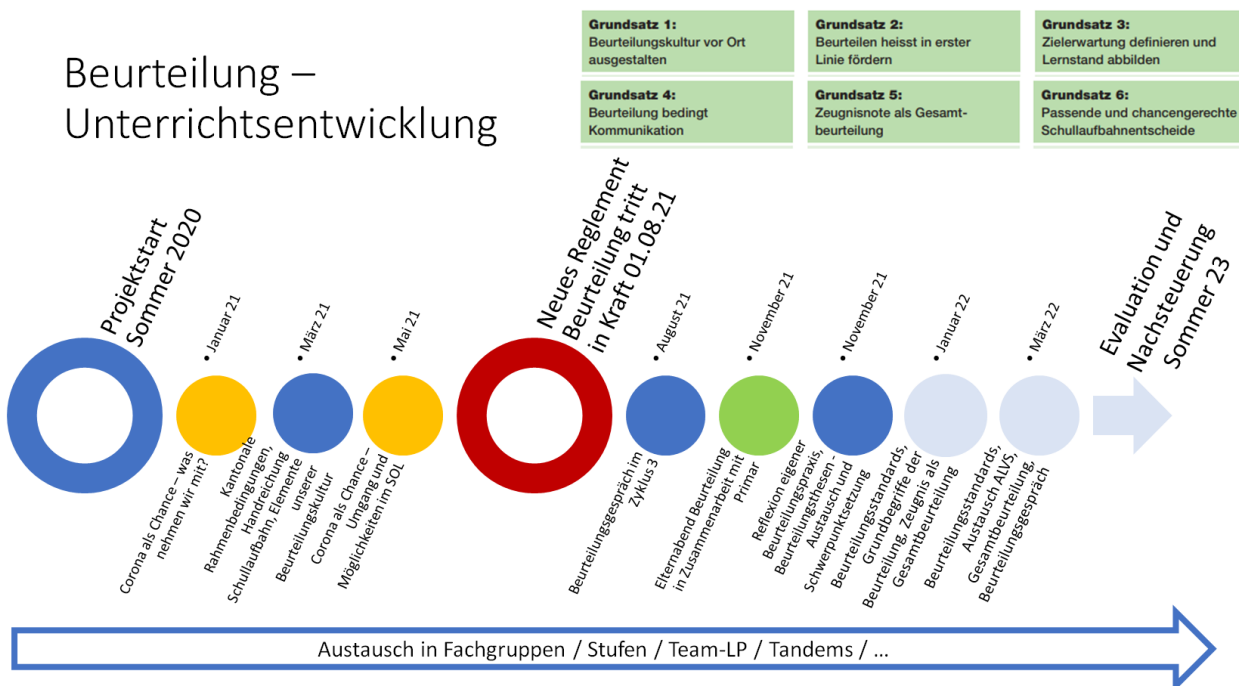 Beurteilung –
Unterrichtsentwicklung
Grundsatz 1:
Beurteilungskultur vor Ort
ausgestalten
Grundsatz 2:
Beurteilen heisst in erster
Linie fördern
Grundsatz 3:
Zielerwartung definieren und
Lernstand abbilden
Grundsatz 4:
Beurteilung bedingt
Kommunikation
Grundsatz 5:
Zeugnisnote als Gesamt-
beurteilung
Grundsatz 6:
Passende und chancengerechte
Schullaufbahnentscheide
Projektstart
Sommer 2020
• Januar 21
Corona als Chance – was
nehmen wir mit?
• März 21
Kantonale
Rahmenbedingungen,
Handreichung
Schullaufbahn, Elemente
unserer
Beurteilungskultur
• Mai 21
Corona als Chance –
Umgang und
Möglichkeiten im SOL
Neues Reglement
Beurteilung tritt
in Kraft 01.08.21
• August 21
Beurteilungsgespräch im
Zyklus 3
• November 21
Elternabend Beurteilung
in Zusammenarbeit mit
Primar
• November 21
Reflexion eigener
Beurteilungspraxis,
Beurteilungsthesen -
Austausch und
Schwerpunktsetzung
• Januar 22
Beurteilungsstandards,
Grundbegriffe der
Beurteilung, Zeugnis als
Gesamtbeurteilung
• März 22
Beurteilungsstandards,
Austausch ALVS,
Gesamtbeurteilung,
Beurteilungsgespräch
Evaluation und
Nachsteuerung
Sommer 23
Austausch in Fachgruppen / Stufen / Team-LP / Tandems / ...